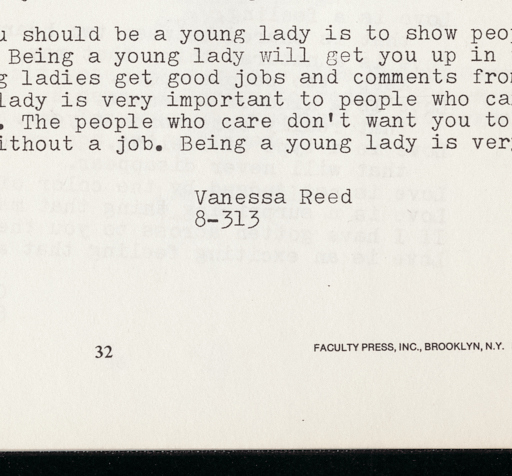 u should be a young lady is to show peop
Being a young lady will get you up in
g ladies get good jobs and comments fro
lady is very important to people who ca
. The people who care don't want you to
ithout a job. Being a young lady is very
Vanessa Reed
8-313
32
FACULTY PRESS, INC., BROOKLYN, N.Y.